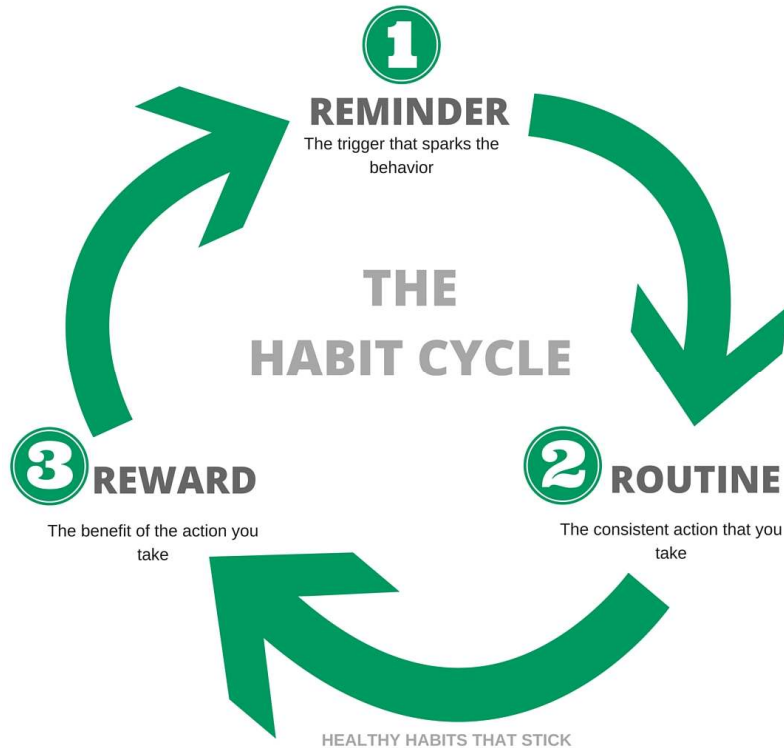 1
REMINDER
The trigger that sparks the
behavior
THE
HABIT CYCLE
2 ROUTINE
The consistent action that you
take
3 REWARD
The benefit of the action you
take
HEALTHY HABITS THAT STICK